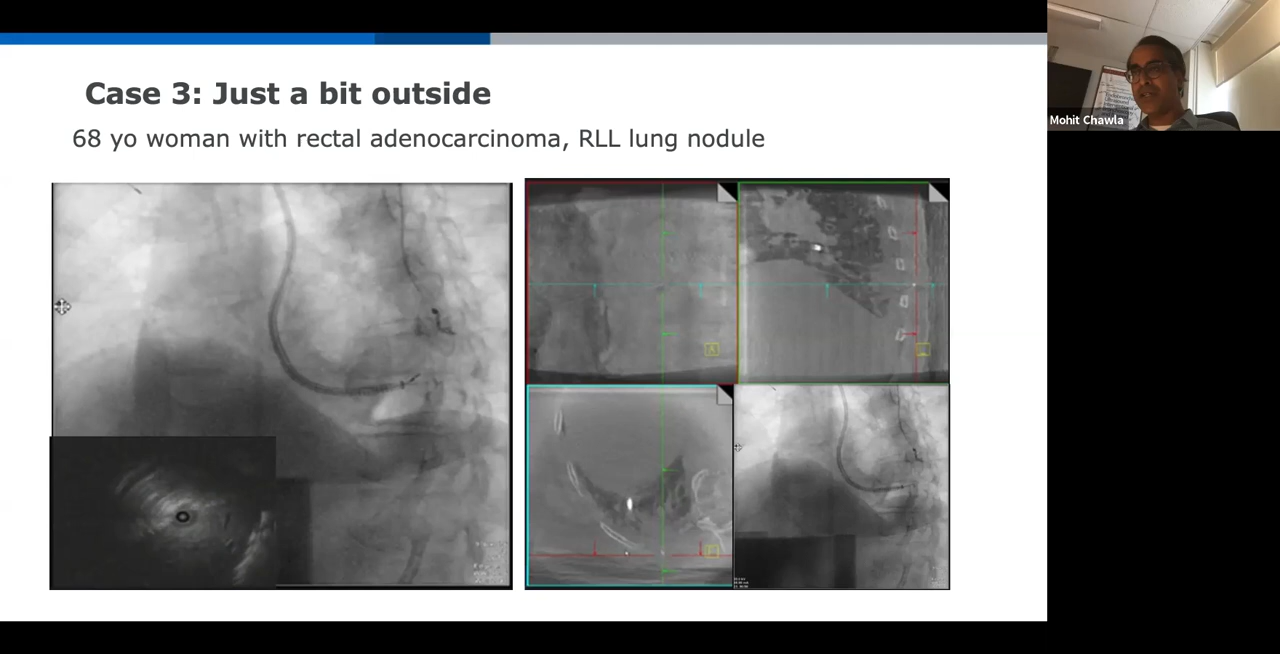 Case 3: Just a bit outside
68 yo woman with rectal adenocarcinoma, RLL lung nodule
Mohit Chawla